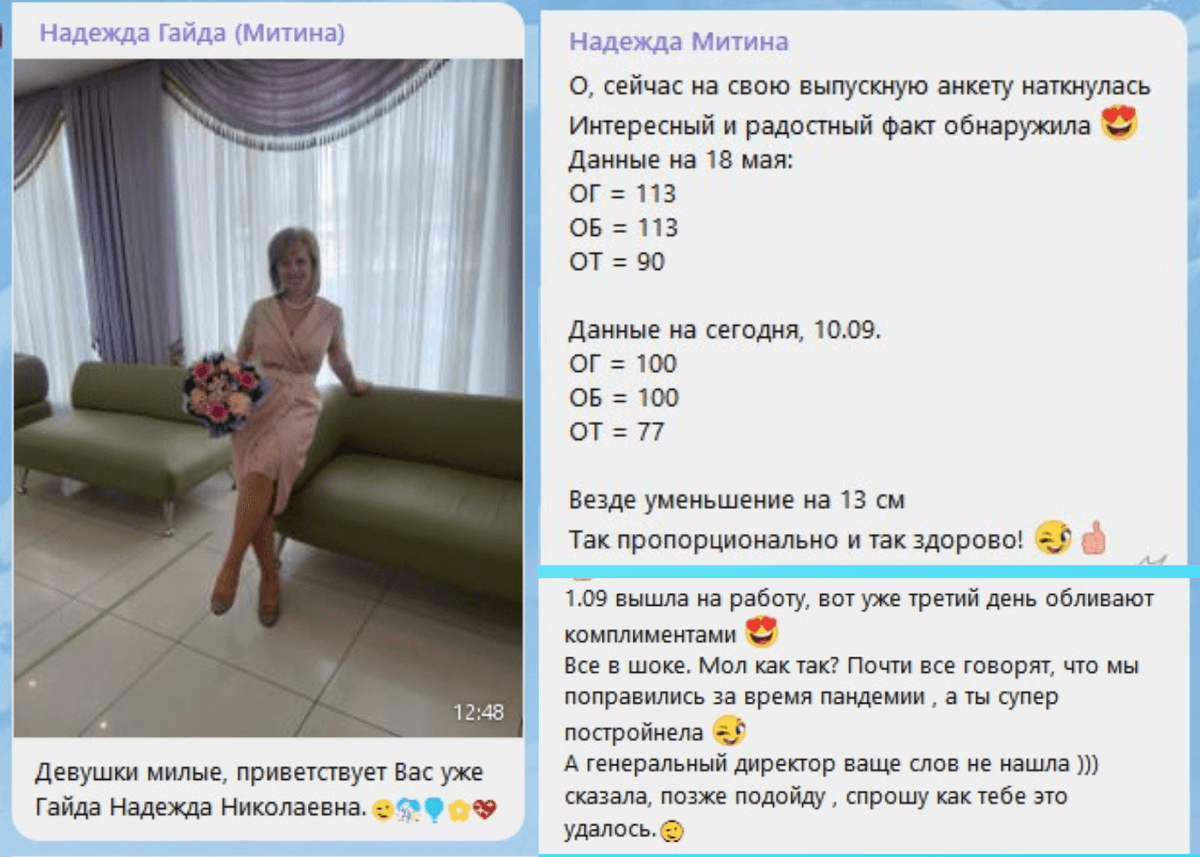 Надежда Гайда (Митина)
12:48
Девушки милые, приветствует Вас уже
Гайда Надежда Николаевна.
Надежда Митина
О, сейчас на свою выпускную анкету наткнулась
Интересный и радостный факт обнаружила
Данные на 18 мая:
ОГ = 113
ОБ = 113
ОТ = 90
Данные на сегодня, 10.09.
ОГ = 100
ОБ = 100
ОТ = 77
Везде уменьшение на 13 см
Так пропорционально и так здорово!
1.09 вышла на работу, вот уже третий день обливают
комплиментами
Все в шоке. Мол как так? Почти все говорят, что мы
поправились за время пандемии , а ты супер
постройнела
А генеральный директор ваще слов не нашла )))
сказала, позже подойду , спрошу как тебе это
удалось.